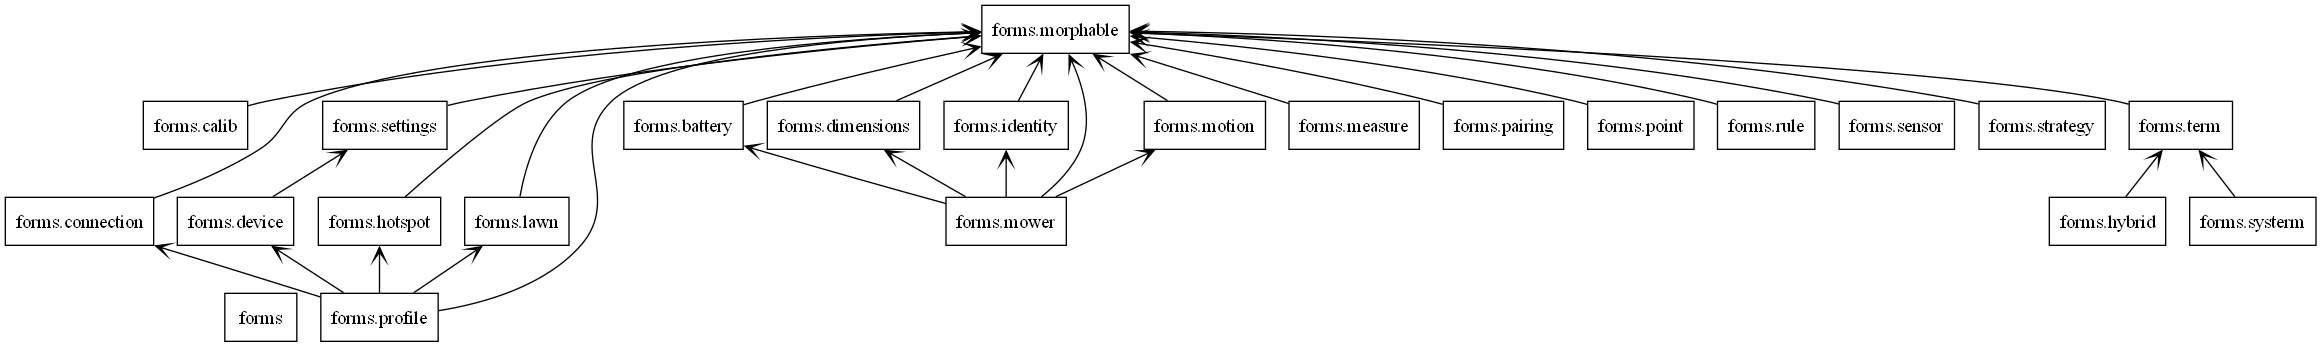 forms.morphable
forms.calib
forms.settings
forms.battery
forms.dimensions
forms.identity
forms.motion
forms.measure
forms.pairing
forms.point
forms.rule
forms.sensor
forms.strategy
forms.term
forms.connection
forms.device
forms.hotspot
forms.lawn
forms.mower
forms.hybrid
forms.systerm
forms
forms.profile